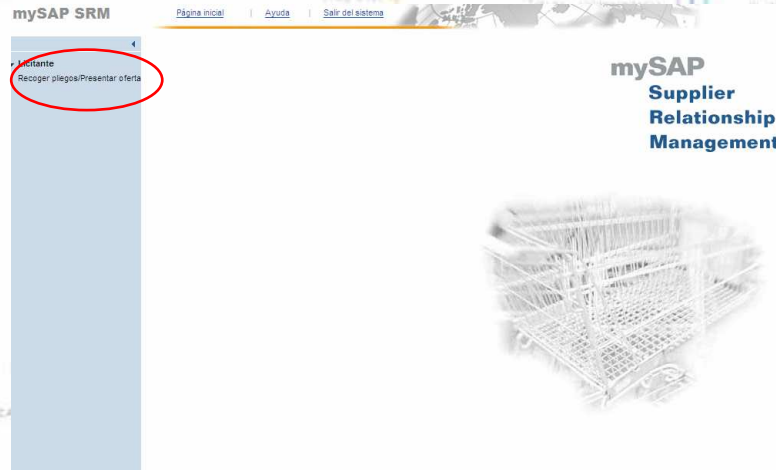 mySAP SRM
Página inicial | Ayuda | Salir del sistema
Licitante
Recoger pliegos/Presentar oferta
mySAP
Supplier
Relationship
Management